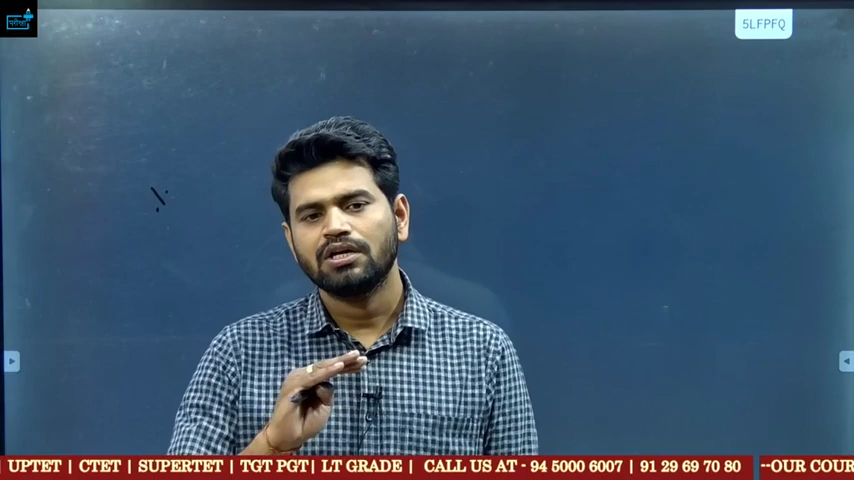 परीक्षा
5LFPFQ
UPTET | CTET | SUPERTET | TGT PGT| LT GRADE | CALL US AT - 94 5000 6007 | 91 29 69 70 80 --OUR COUR